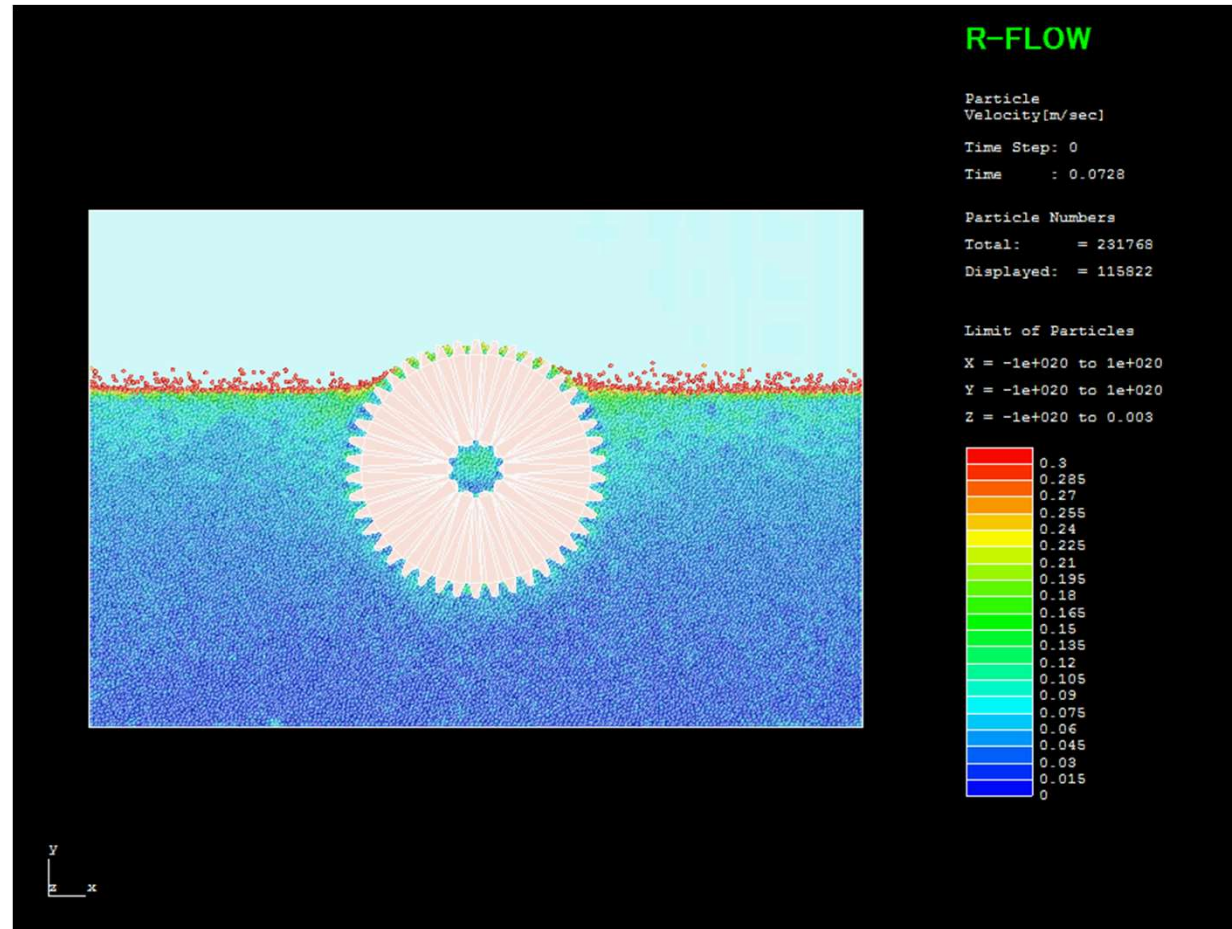 R-FLOW
Particle
Velocity[m/sec]
Time Step: 0
Time : 0.0728
Particle Numbers
Total: = 231768
Displayed: = 115822
Limit of Particles
X = -1e+020 to 1e+020
Y = -1e+020 to 1e+020
Z = -1e+020 to 0.003
0.3
0.285
0.27
0.255
0.24
0.225
0.21
0.195
0.18
0.165
0.15
0.135
0.12
0.105
0.09
0.075
0.06
0.045
0.03
0.015
0
y
z x